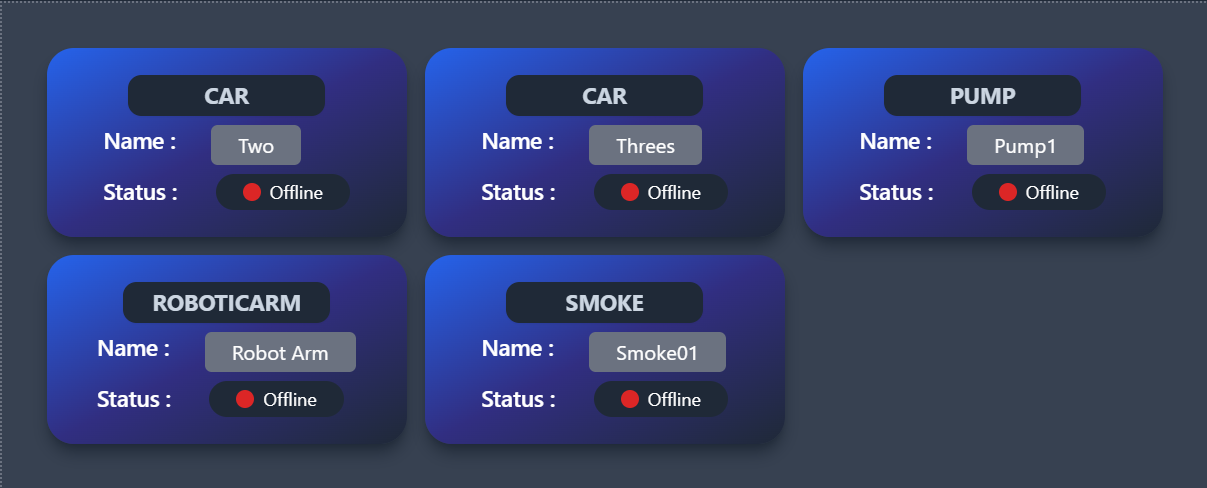 CAR
Name : Two
Status : Offline
CAR
Name : Threes
Status : Offline
PUMP
Name : Pump1
Status : Offline
ROBOTICARM
Name : Robot Arm
Status : Offline
SMOKE
Name : Smoke01
Status : Offline